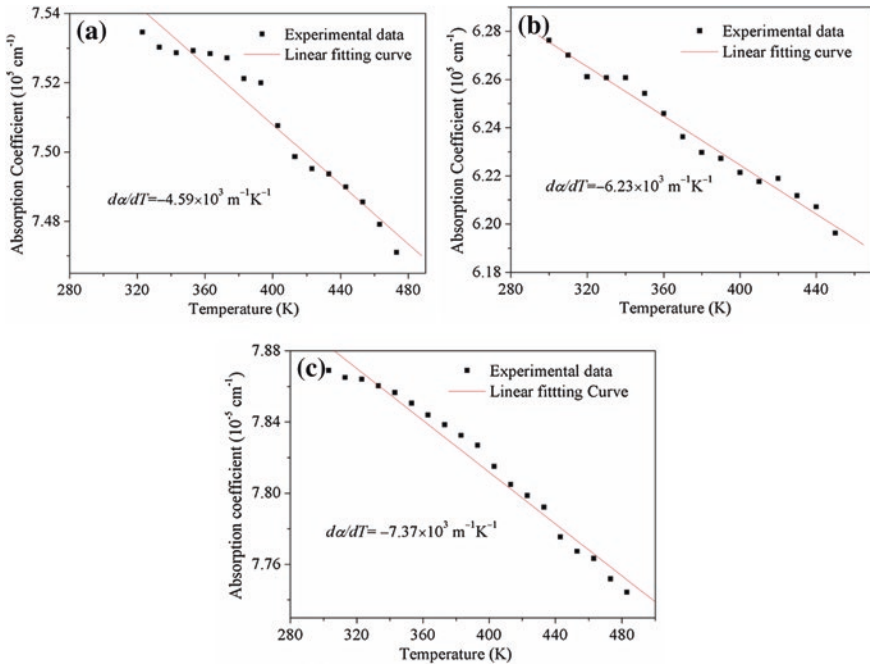 (a)
Experimental data
Linear fitting curve
dα/dT=−4.59×10³ m⁻¹K⁻¹
7.54
7.52
7.50
7.48
Absorption Coefficient (10⁵ cm⁻¹)
280 320 360 400 440 480
Temperature (K)
(b)
Experimental data
Linear fitting curve
dα/dT=−6.23×10³ m⁻¹K⁻¹
6.28
6.26
6.24
6.22
6.20
6.18
Absorption Coefficient (10⁵ cm⁻¹)
280 320 360 400 440
Temperature (K)
(c)
Experimental data
Linear fittting Curve
dα/dT= −7.37×10³ m⁻¹K⁻¹
7.88
7.84
7.80
7.76
Absorption coefficient (10⁻⁵ cm⁻¹)
280 320 360 400 440 480
Temperature (K)